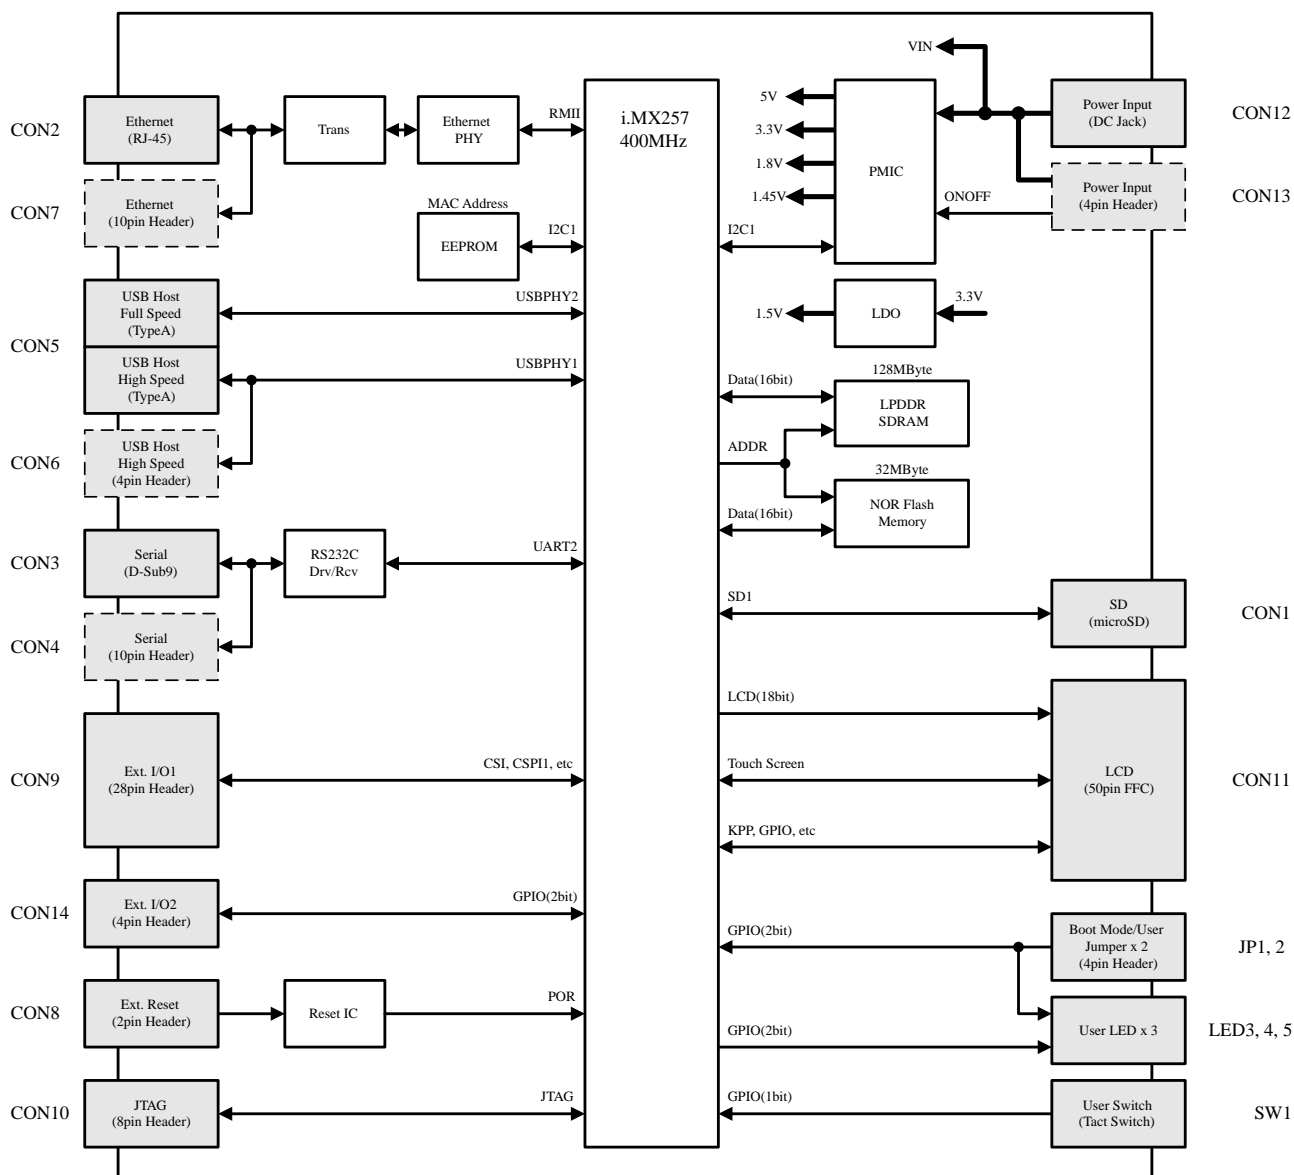 VIN
CON2
Ethernet
(RJ-45)
Trans
Ethernet
PHY
RMII
i.MX257
400MHz
5V
3.3V
1.8V
1.45V
PMIC
Power Input
(DC Jack)
CON12
CON7
Ethernet
(10pin Header)
MAC Address
EEPROM
I2C1
I2C1
ONOFF
Power Input
(4pin Header)
CON13
CON5
USB Host
Full Speed
(TypeA)
USBPHY2
1.5V
LDO
3.3V
USB Host
High Speed
(TypeA)
USBPHY1
128MByte
Data(16bit)
LPDDR
SDRAM
CON6
USB Host
High Speed
(4pin Header)
ADDR
32MByte
NOR Flash
Memory
Data(16bit)
CON3
Serial
(D-Sub9)
RS232C
Drv/Rcv
UART2
SD1
SD
(microSD)
CON1
CON4
Serial
(10pin Header)
LCD(18bit)
CON9
Ext. I/O1
(28pin Header)
CSI, CSPI1, etc
Touch Screen
LCD
(50pin FFC)
CON11
KPP, GPIO, etc
CON14
Ext. I/O2
(4pin Header)
GPIO(2bit)
GPIO(2bit)
Boot Mode/User
Jumper x 2
(4pin Header)
JP1, 2
CON8
Ext. Reset
(2pin Header)
Reset IC
POR
GPIO(2bit)
User LED x 3
LED3, 4, 5
CON10
JTAG
(8pin Header)
JTAG
GPIO(1bit)
User Switch
(Tact Switch)
SW1